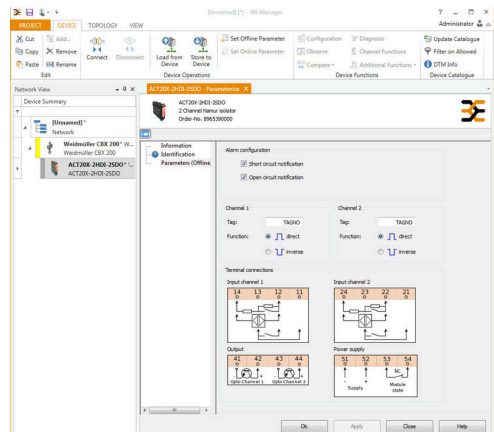 [Unnamed] (*) - WI-Manager
PROJECT DEVICE TOPOLOGY VIEW
Administrator
Cut Add...
Copy Remove
Paste Rename
Connect Disconnect
Load from Device
Store to Device
Set Offline Parameter
Set Online Parameter
Configuration Diagnosis
Observe Channel Functions
Compare Additional Functions
Update Catalogue
Filter on Allowed
DTM Info
Edit Device Operations Device Functions Device Catalogue
Network View
Device Summary
[Unnamed]*
Network
Weidmüller CBX 200* W...
Weidmüller CBX 200
ACT20X-2HDI-2SDO*
ACT20X-2HDI-2SDO
ACT20X-2HDI-2SDO - Parameterize
ACT20X-2HDI-2SDO
2 Channel Namur isolator
Order-No. 8965390000
Information
Identification
Parameters (Offline
Alarm configuration
Short circuit notification
Open circuit notification
Channel 1
Tag: TAGNO
Function: direct
inverse
Channel 2
Tag: TAGNO
Function: direct
inverse
Terminal connections
Input channel 1
14 13 12 11
Input channel 2
24 23 22 21
Output
41 42 43 44
- + - +
Opto Channel 1 Opto Channel 2
Power supply
51 52 53 54
NC
- +
Supply
Module state
Ok Apply Close Help